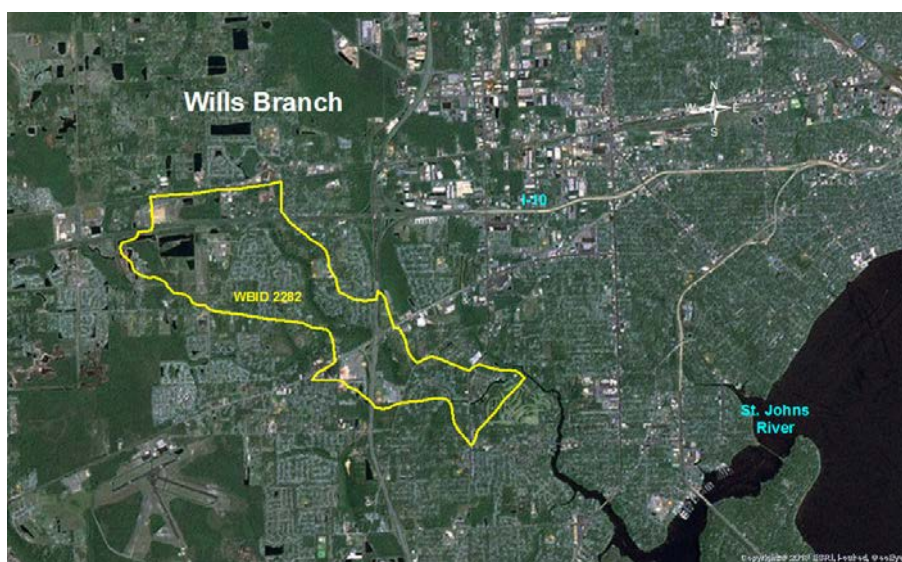 Wills Branch
N
W E
S
I-10
WBID 2282
St. Johns
River